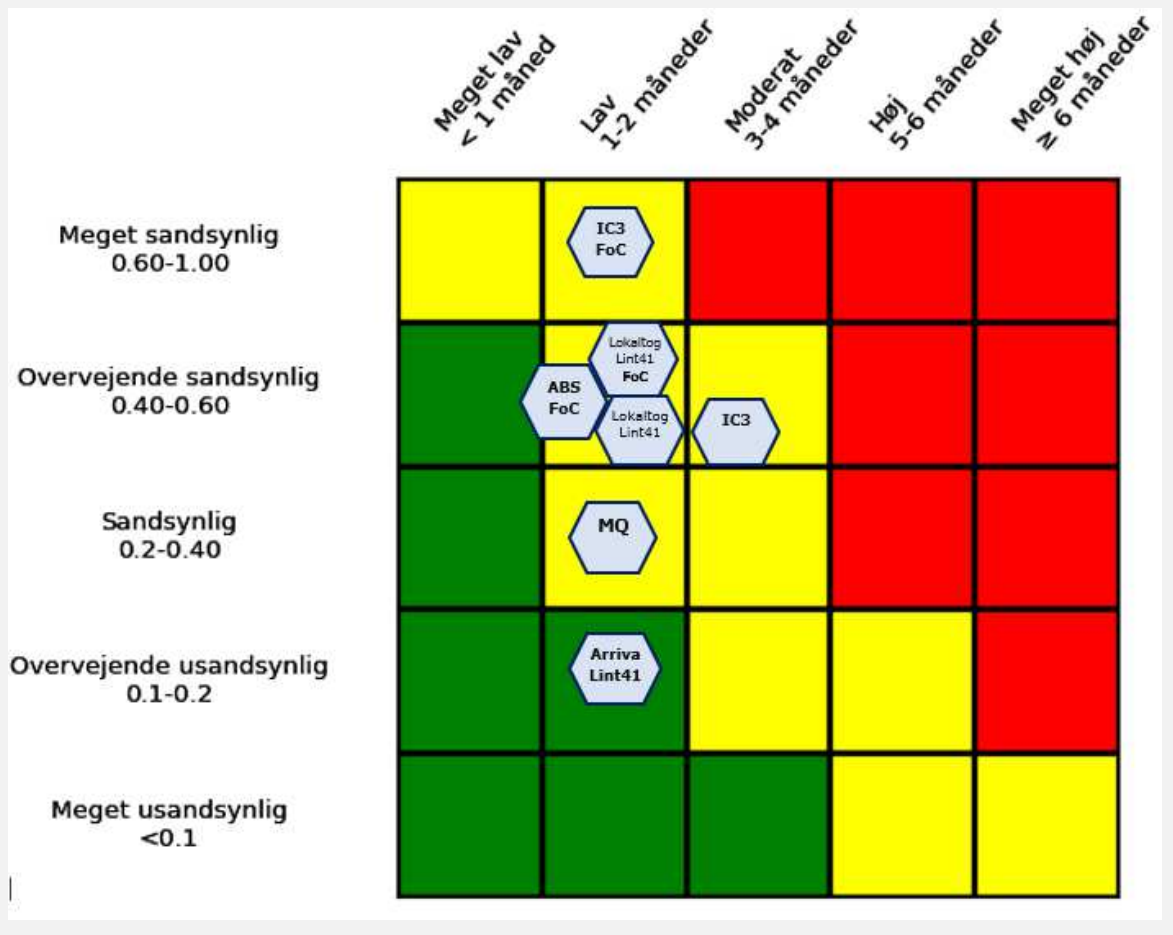 Meget lav
< 1 måned
Lav
1-2 måneder
Moderat
3-4 måneder
Høj
5-6 måneder
Meget høj
≥ 6 måneder
Meget sandsynlig
0.60-1.00
IC3
FoC
Overvejende sandsynlig
0.40-0.60
Lokaltog
Lint41
FoC
ABS
FoC
Lokaltog
Lint41
IC3
Sandsynlig
0.2-0.40
MQ
Overvejende usandsynlig
0.1-0.2
Arriva
Lint41
Meget usandsynlig
<0.1